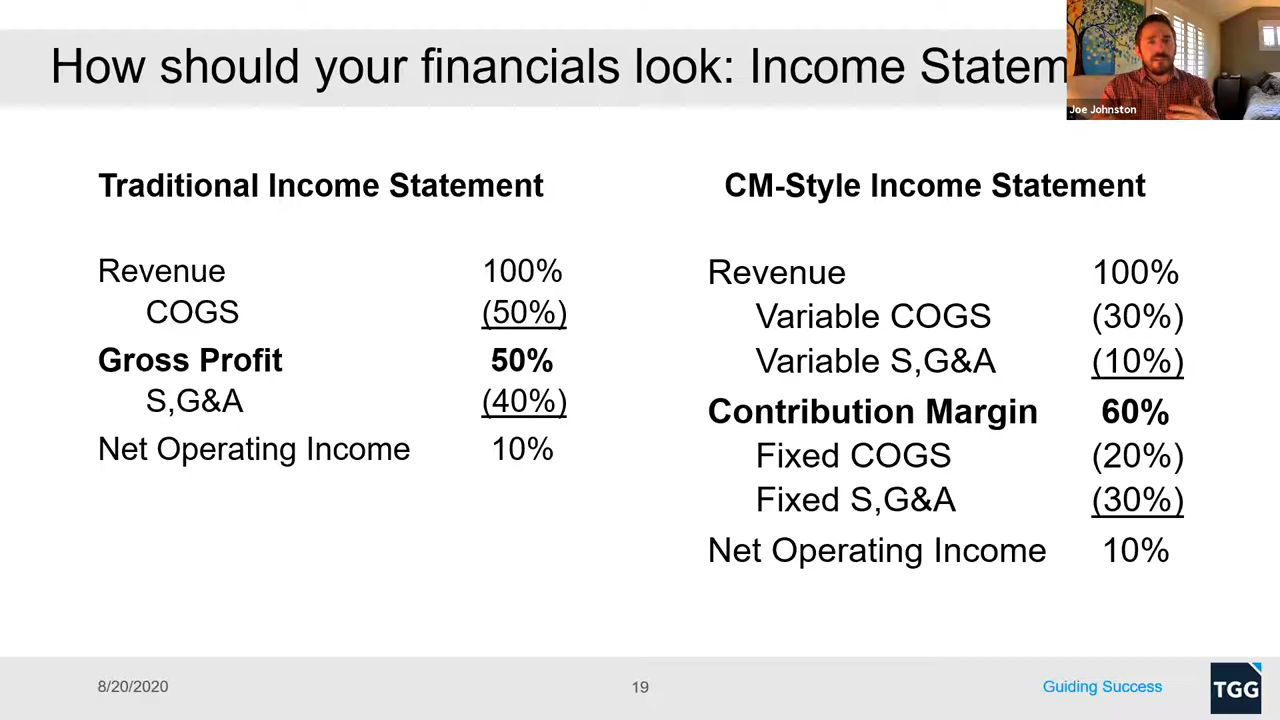 How should your financials look: Income Statem
Joe Johnston
Traditional Income Statement
Revenue 100%
COGS (50%)
Gross Profit 50%
S,G&A (40%)
Net Operating Income 10%
CM-Style Income Statement
Revenue 100%
Variable COGS (30%)
Variable S,G&A (10%)
Contribution Margin 60%
Fixed COGS (20%)
Fixed S,G&A (30%)
Net Operating Income 10%
8/20/2020
19
Guiding Success
TGG